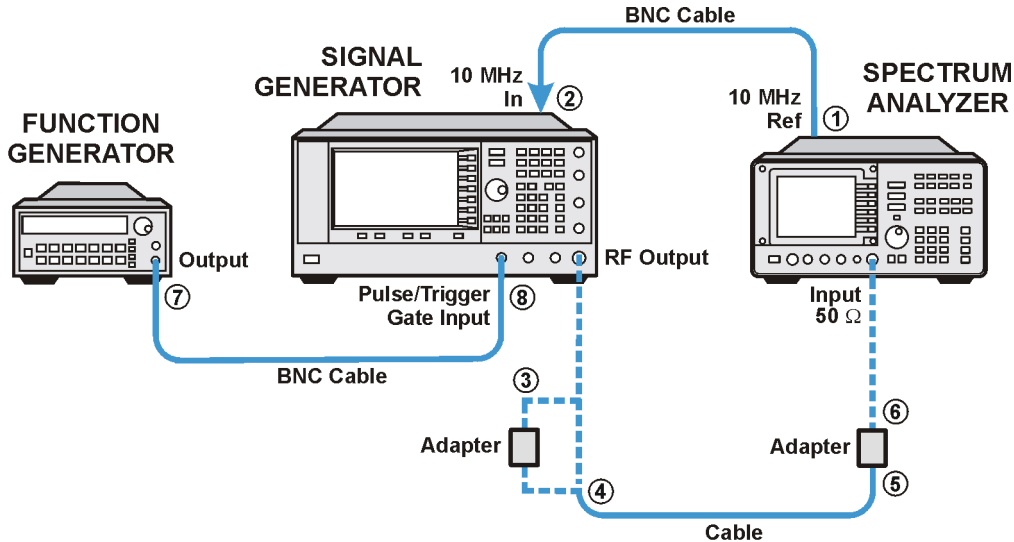 BNC Cable
SIGNAL
GENERATOR
10 MHz
In
2
10 MHz
Ref
1
SPECTRUM
ANALYZER
FUNCTION
GENERATOR
Output
7
Pulse/Trigger
Gate Input
8
RF Output
Input
50 Ω
BNC Cable
3
Adapter
4
6
Adapter
5
Cable